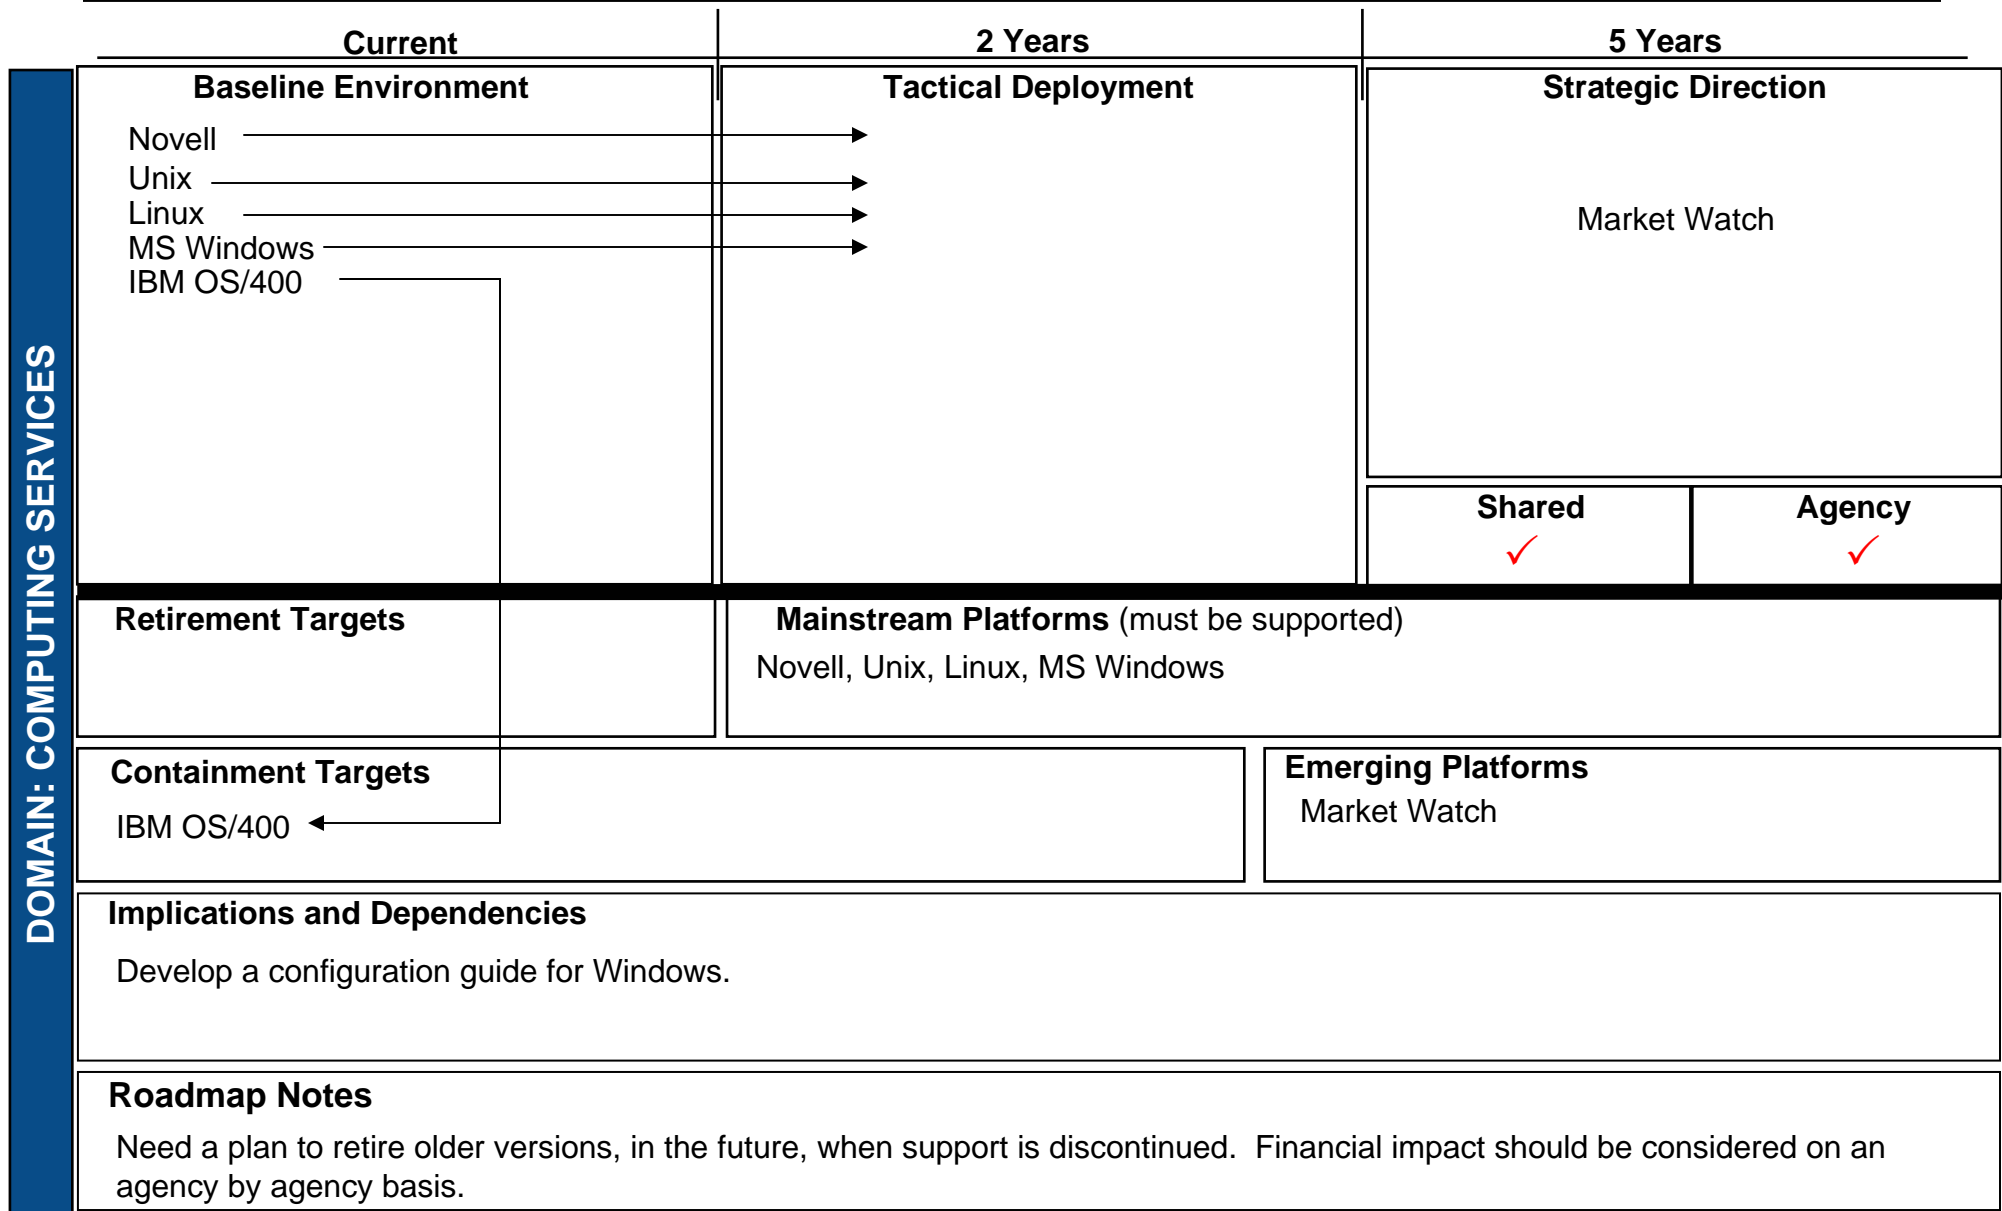 Current
2 Years
5 Years
Baseline Environment
Tactical Deployment
Strategic Direction
Novell
Unix
Linux
MS Windows
IBM OS/400
Market Watch
Shared
Agency
DOMAIN: COMPUTING SERVICES
Retirement Targets
Mainstream Platforms (must be supported)
Novell, Unix, Linux, MS Windows
Containment Targets
IBM OS/400
Emerging Platforms
Market Watch
Implications and Dependencies
Develop a configuration guide for Windows.
Roadmap Notes
Need a plan to retire older versions, in the future, when support is discontinued.  Financial impact should be considered on an
agency by agency basis.